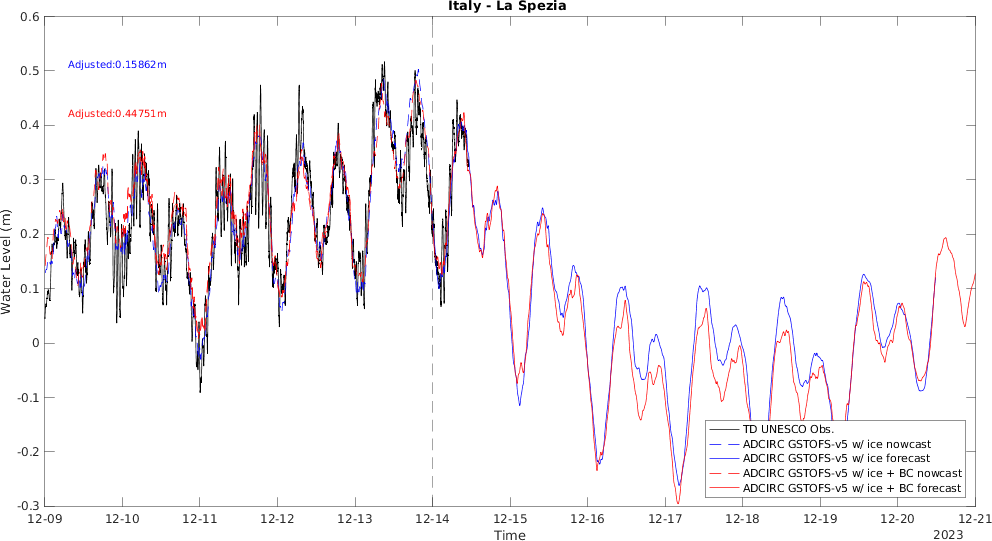 Italy - La Spezia
0.6
0.5
0.4
0.3
0.2
0.1
0
-0.1
-0.2
-0.3
Water Level (m)
Adjusted:0.15862m
Adjusted:0.44751m
TD UNESCO Obs.
ADCIRC GSTOFS-v5 w/ ice nowcast
ADCIRC GSTOFS-v5 w/ ice forecast
ADCIRC GSTOFS-v5 w/ ice + BC nowcast
ADCIRC GSTOFS-v5 w/ ice + BC forecast
12-09 12-10 12-11 12-12 12-13 12-14 12-15 12-16 12-17 12-18 12-19 12-20 12-21
Time
2023